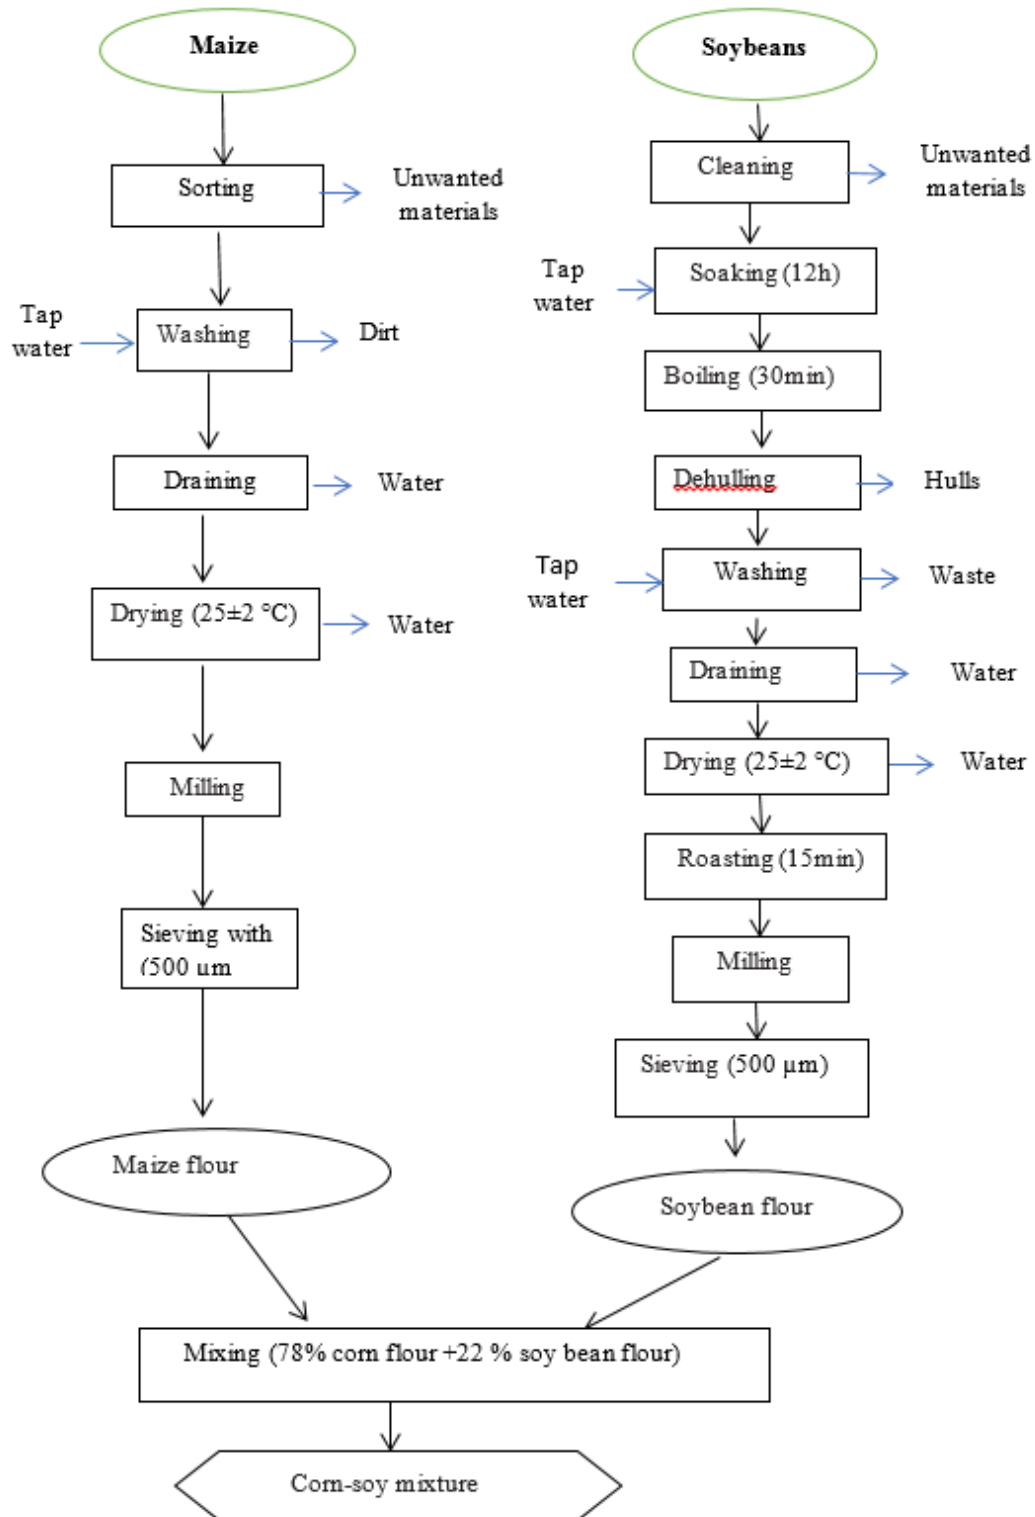 Maize
Sorting
Unwanted
materials
Tap
water
Washing
Dirt
Draining
Water
Drying (25±2 °C)
Water
Milling
Sieving with
(500 µm
Maize flour
Soybeans
Cleaning
Unwanted
materials
Tap
water
Soaking (12h)
Boiling (30min)
Dehulling
Hulls
Tap
water
Washing
Waste
Draining
Water
Drying (25±2 °C)
Water
Roasting (15min)
Milling
Sieving (500 µm)
Soybean flour
Mixing (78% corn flour +22 % soy bean flour)
Corn-soy mixture